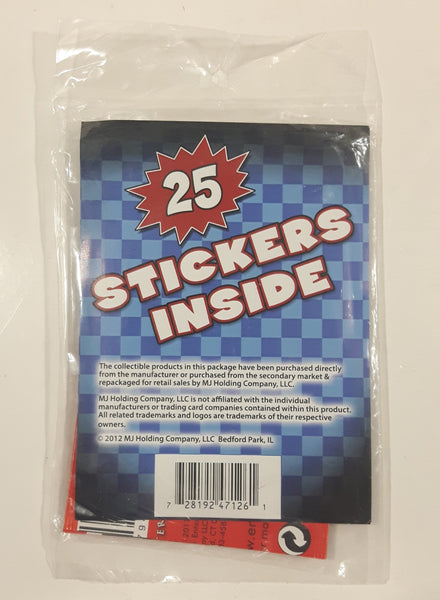 25
STICKERS
INSIDE
The collectible products in this package have been purchased directly
from the manufacturer or purchased from the secondary market &
repackaged for retail sales by MJ Holding Company, LLC.
MJ Holding Company, LLC is not affiliated with the individual
manufacturers or trading card companies contained within this product.
All related trademarks and logos are trademarks of their respective
owners.
© 2012 MJ Holding Company, LLC Bedford Park, IL
7 28192 47126 1